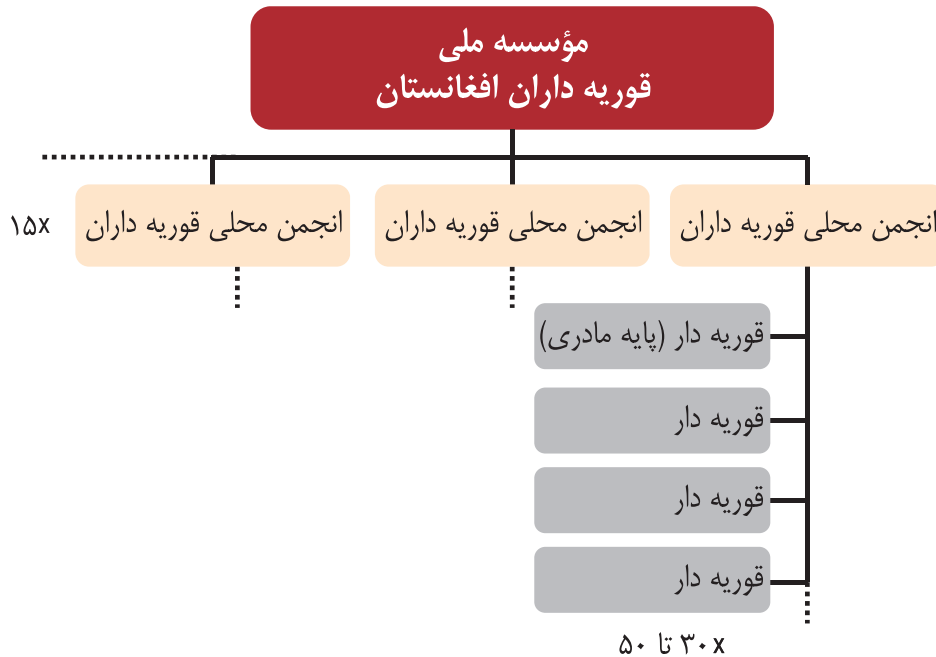 مؤسسه ملی
قوریه داران افغانستان
انجمن محلی قوریه داران
انجمن محلی قوریه داران
انجمن محلی قوریه داران
۱۵x
قوریه دار (پایه مادری)
قوریه دار
قوریه دار
قوریه دار
۳۰x تا ۵۰